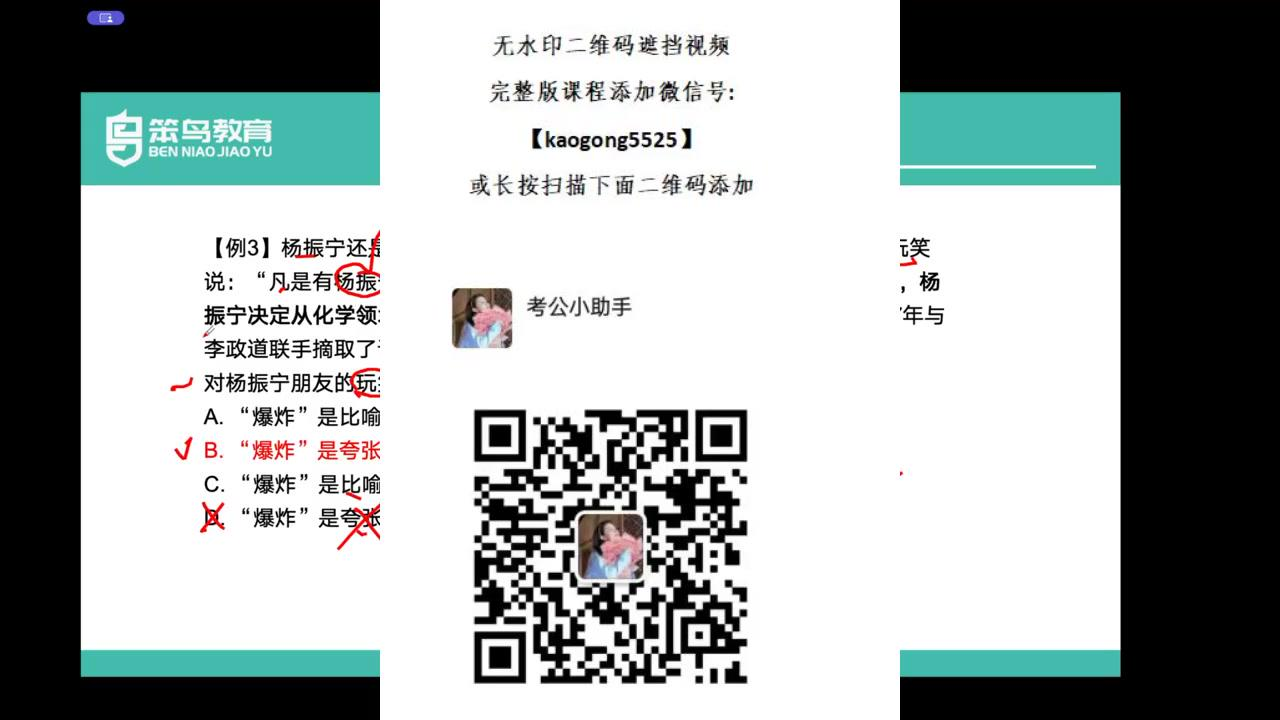 笨鸟教育
BEN NIAO JIAO YU
无水印二维码遮挡视频
完整版课程添加微信号:
【kaogong5525】
或长按扫描下面二维码添加
考公小助手
【例3】杨振宁还是
玩笑
说：“凡是有杨振
，杨
振宁决定从化学领
年与
李政道联手摘取了
对杨振宁朋友的玩
A. “爆炸”是比喻
B. “爆炸”是夸张
C. “爆炸”是比喻
D. “爆炸”是夸张